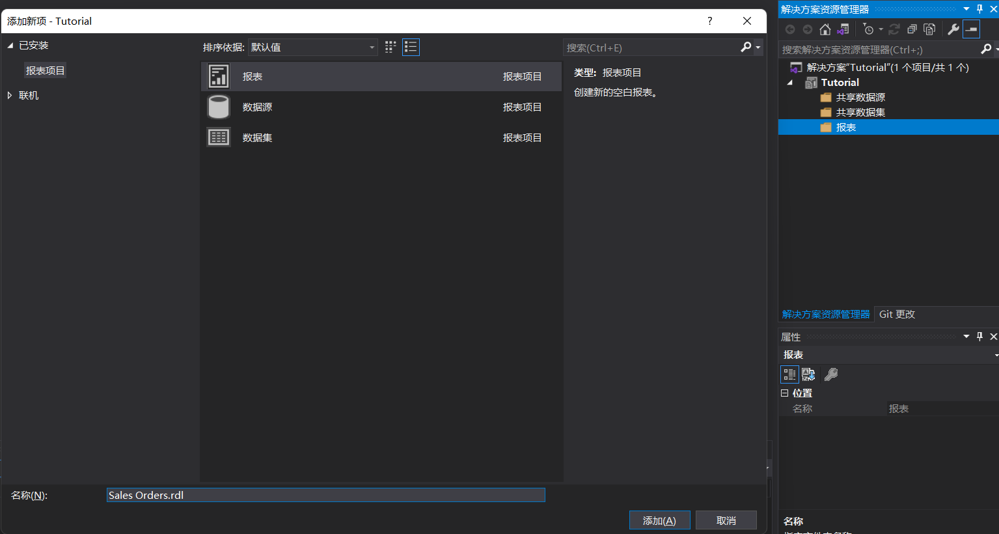 添加新项 - Tutorial
?
已安装
报表项目
联机
排序依据:
默认值
搜索(Ctrl+E)
报表
报表项目
数据源
报表项目
数据集
报表项目
类型: 报表项目
创建新的空白报表。
名称(N):
Sales Orders.rdl
添加(A)
取消
解决方案资源管理器
搜索解决方案资源管理器(Ctrl+;)
解决方案"Tutorial"(1 个项目/共 1 个)
Tutorial
共享数据源
共享数据集
报表
解决方案资源管理器
Git 更改
属性
报表
位置
名称
报表
名称